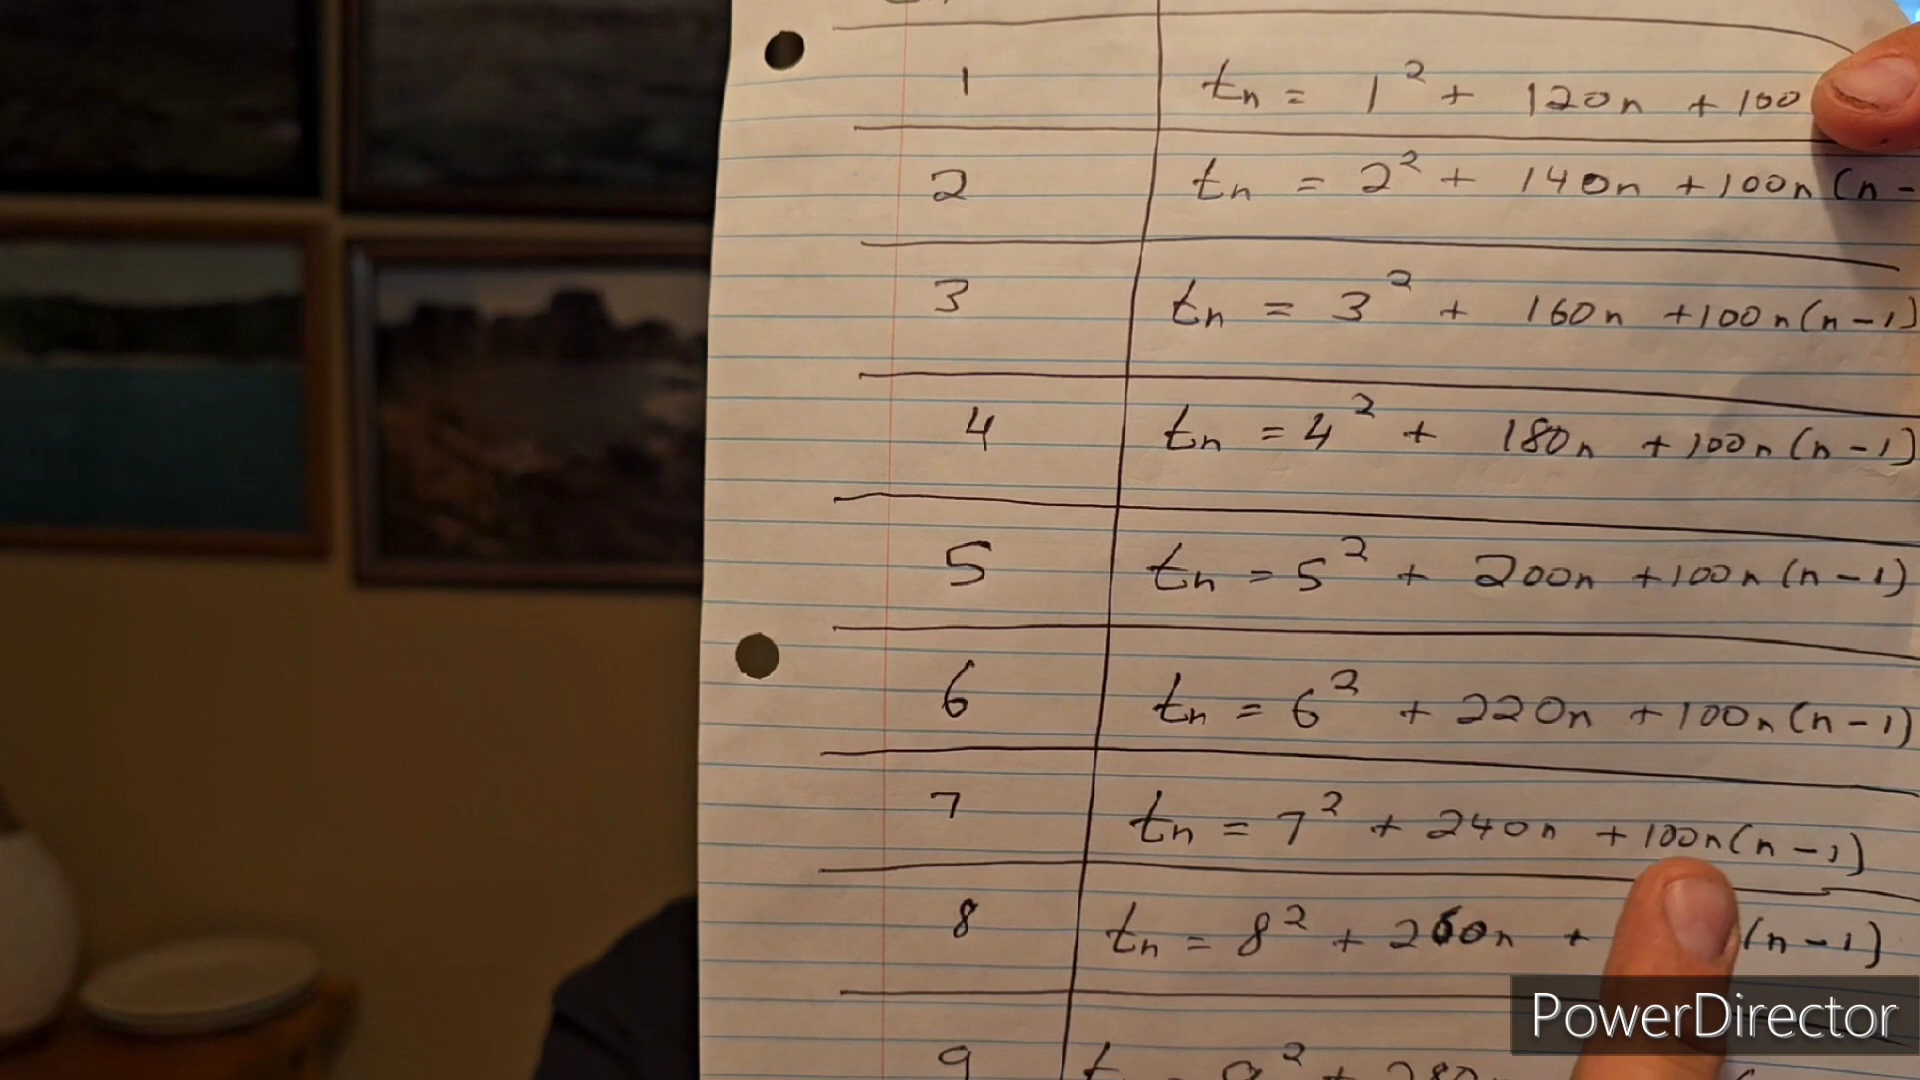 1 tn = 1² + 120n + 100
2 tn = 2² + 140n + 100n(n-
3 tn = 3² + 160n + 100n(n-1)
4 tn = 4² + 180n + 100n(n-1)
5 tn = 5² + 200n + 100n(n-1)
6 tn = 6² + 220n + 100n(n-1)
7 tn = 7² + 240n + 100n(n-1)
8 tn = 8² + 260n + (n-1)
9 t 9² + 280
PowerDirector